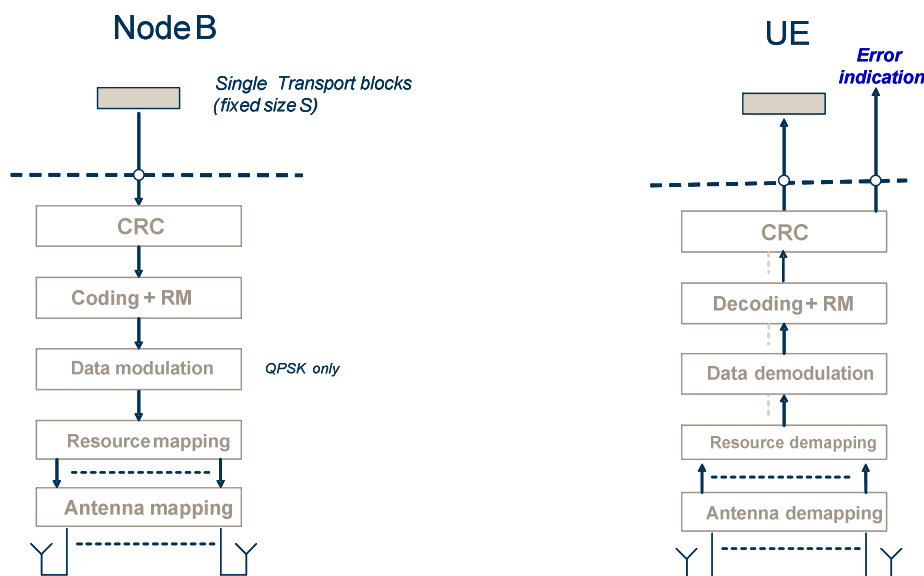 Node B
Single Transport blocks
(fixed size S)
CRC
Coding + RM
Data modulation
QPSK only
Resource mapping
Antenna mapping
UE
Error
indication
CRC
Decoding + RM
Data demodulation
Resource demapping
Antenna demapping